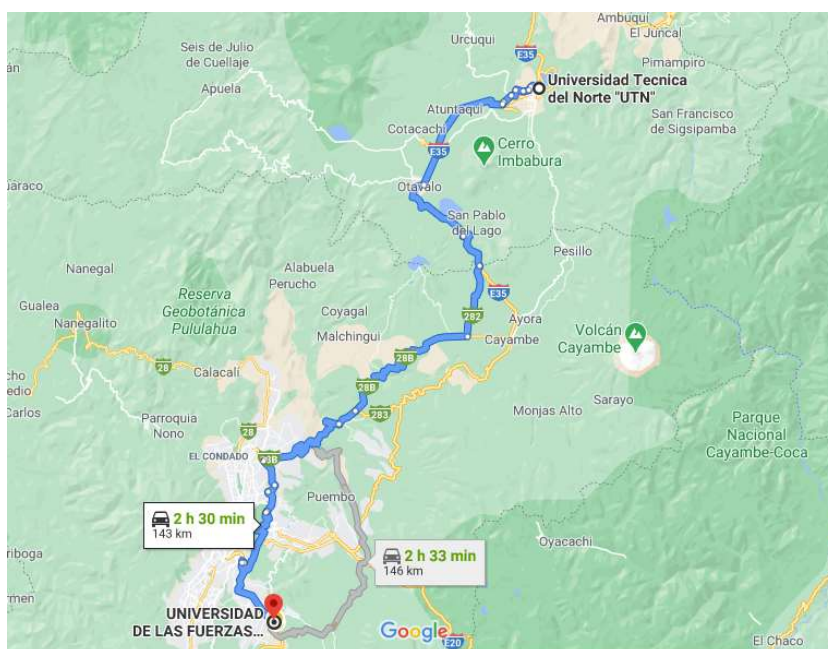 Ambuqui
El Juncal
Urcuqui
E35
Seis de Julio
de Cuellaje
Pimampiro
Apuela
Universidad Tecnica
del Norte "UTN"
Atuntaqui
San Francisco
de Sigsipamba
Cotacachi
E35
Cerro
Imbabura
uaraco
Otavalo
San Pablo
del Lago
Pesillo
Nanegal
Alabuela
Perucho
E35
Reserva
Geobotánica
Pululahua
Gualea
Coyagal
282
Ayora
Nanegalito
Malchingui
Cayambe
Volcán
Cayambe
28B
28
Calacalí
28B
cho
edio
Carlos
283
Monjas Alto
Sarayo
Parroquia
Nono
28
Parque
Nacional
Cayambe-Coca
EL CONDADO
28B
Puembo
2 h 30 min
143 km
Oyacachi
2 h 33 min
146 km
riboga
rmen
UNIVERSIDAD
DE LAS FUERZAS...
Google
E20
El Chaco